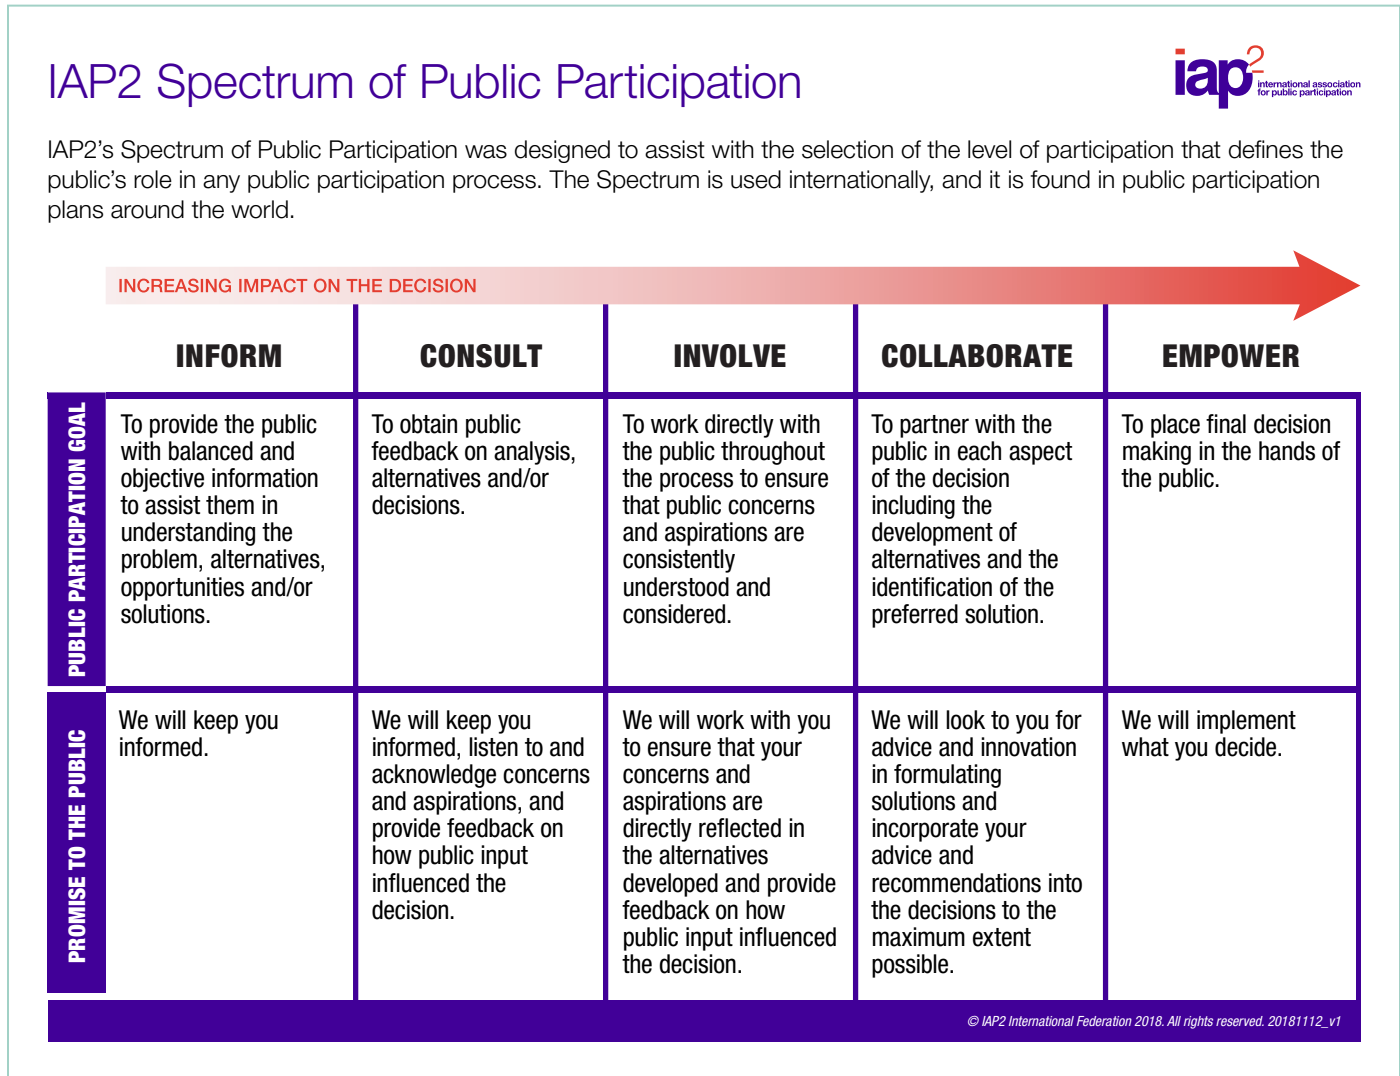 IAP2 Spectrum of Public Participation
iap2
international association
for public participation
IAP2’s Spectrum of Public Participation was designed to assist with the selection of the level of participation that defines the
public’s role in any public participation process. The Spectrum is used internationally, and it is found in public participation
plans around the world.
INCREASING IMPACT ON THE DECISION
INFORM
CONSULT
INVOLVE
COLLABORATE
EMPOWER
PUBLIC PARTICIPATION GOAL
To provide the public
with balanced and
objective information
to assist them in
understanding the
problem, alternatives,
opportunities and/or
solutions.
To obtain public
feedback on analysis,
alternatives and/or
decisions.
To work directly with
the public throughout
the process to ensure
that public concerns
and aspirations are
consistently
understood and
considered.
To partner with the
public in each aspect
of the decision
including the
development of
alternatives and the
identification of the
preferred solution.
To place final decision
making in the hands of
the public.
PROMISE TO THE PUBLIC
We will keep you
informed.
We will keep you
informed, listen to and
acknowledge concerns
and aspirations, and
provide feedback on
how public input
influenced the
decision.
We will work with you
to ensure that your
concerns and
aspirations are
directly reflected in
the alternatives
developed and provide
feedback on how
public input influenced
the decision.
We will look to you for
advice and innovation
in formulating
solutions and
incorporate your
advice and
recommendations into
the decisions to the
maximum extent
possible.
We will implement
what you decide.
© IAP2 International Federation 2018. All rights reserved. 20181112_v1